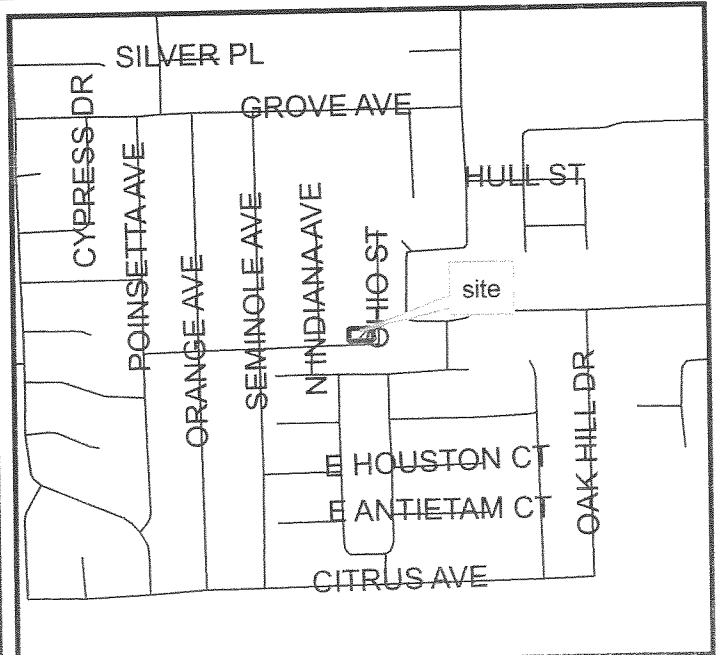 SILVER PL
GROVE AVE
CYPRESS DR
POINSETTA AVE
HULL ST
ORANGE AVE
SEMINOLE AVE
N INDIANA AVE
OHIO ST
site
OAK HILL DR
E HOUSTON CT
E ANTIETAM CT
CITRUS AVE